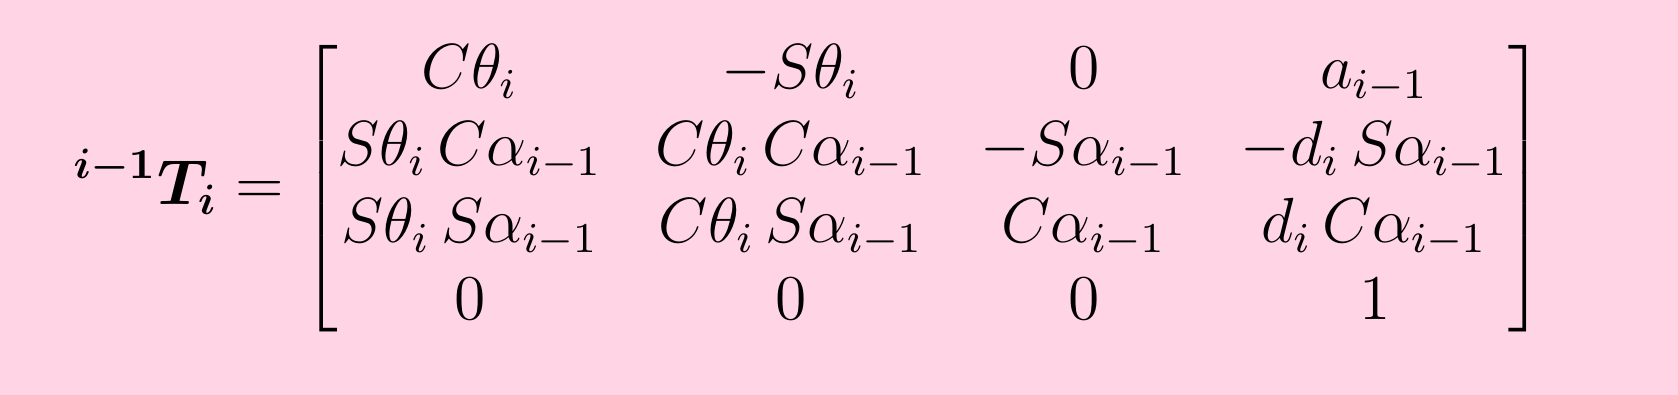 Cθᵢ −Sθᵢ 0 aᵢ₋₁
Sθᵢ Cαᵢ₋₁ Cθᵢ Cαᵢ₋₁ −Sαᵢ₋₁ −dᵢ Sαᵢ₋₁
ⁱ⁻¹Tᵢ =
Sθᵢ Sαᵢ₋₁ Cθᵢ Sαᵢ₋₁ Cαᵢ₋₁ dᵢ Cαᵢ₋₁
0 0 0 1